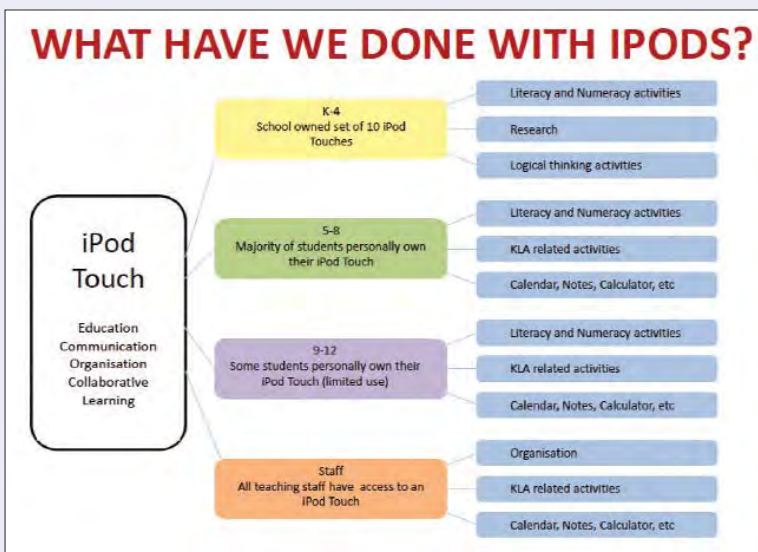 WHAT HAVE WE DONE WITH IPODS?
iPod
Touch
Education
Communication
Organisation
Collaborative
Learning
K-4
School owned set of 10 iPod
Touches
Literacy and Numeracy activities
Research
Logical thinking activities
5-8
Majority of students personally own
their iPod Touch
Literacy and Numeracy activities
KLA related activities
Calendar, Notes, Calculator, etc
9-12
Some students personally own their
iPod Touch (limited use)
Literacy and Numeracy activities
KLA related activities
Calendar, Notes, Calculator, etc
Staff
All teaching staff have access to an
iPod Touch
Organisation
KLA related activities
Calendar, Notes, Calculator, etc